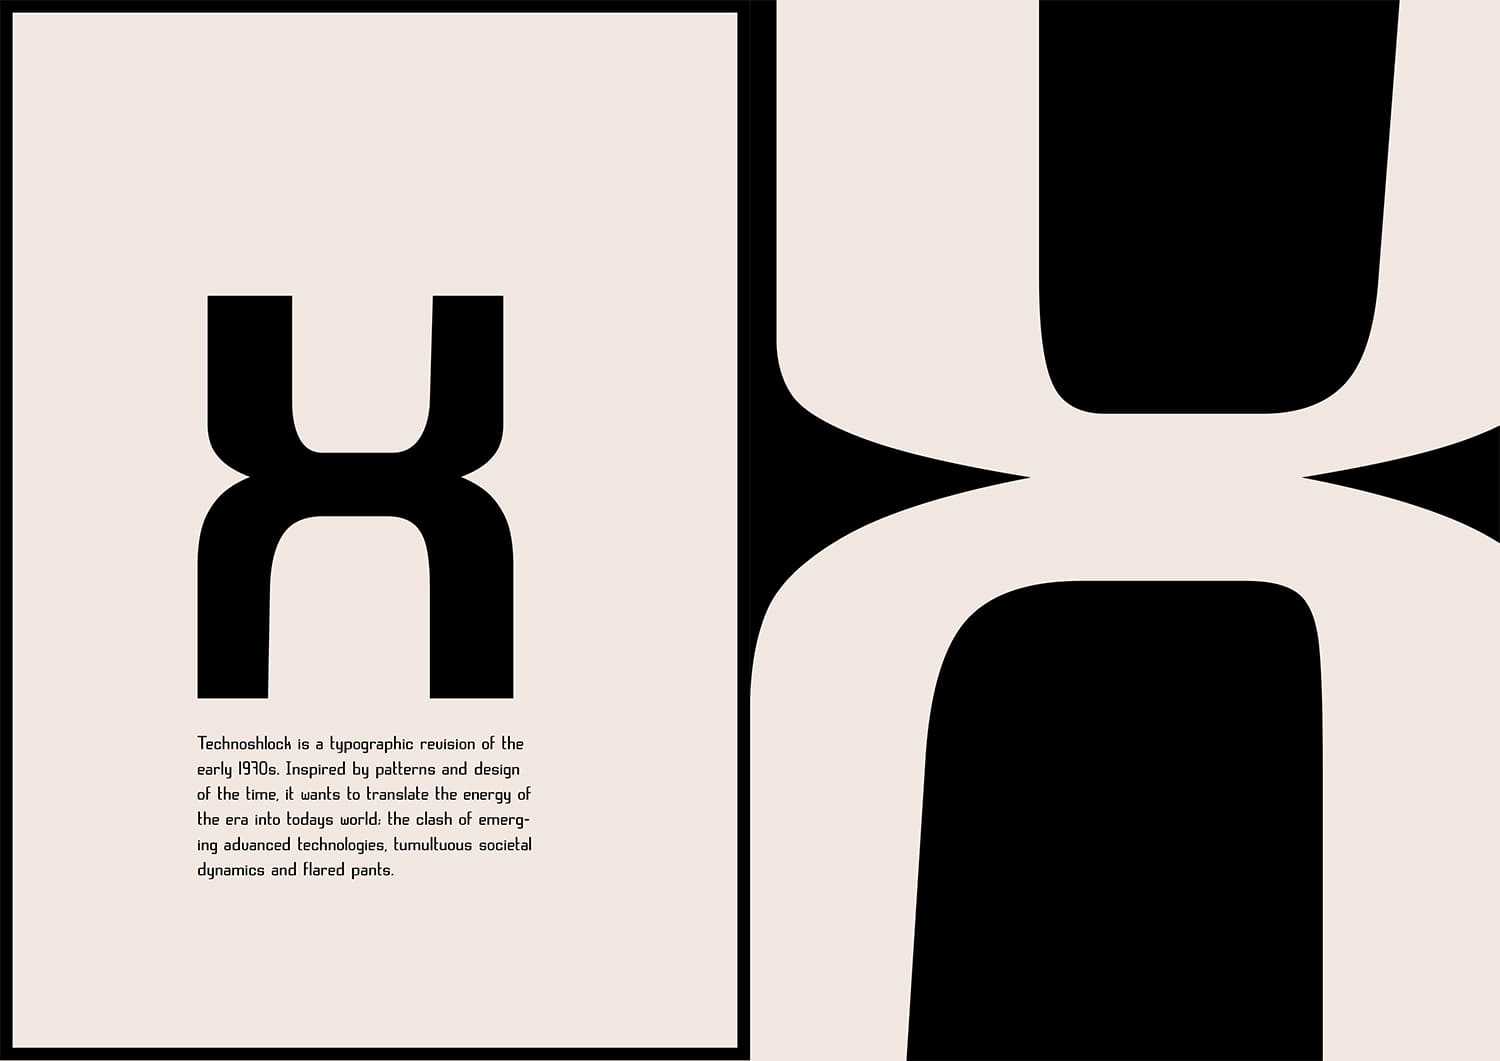 X
Technoshlock is a typographic revision of the
early 1970s. Inspired by patterns and design
of the time, it wants to translate the energy of
the era into todays world; the clash of emerg-
ing advanced technologies, tumultuous societal
dynamics and flared pants.
X